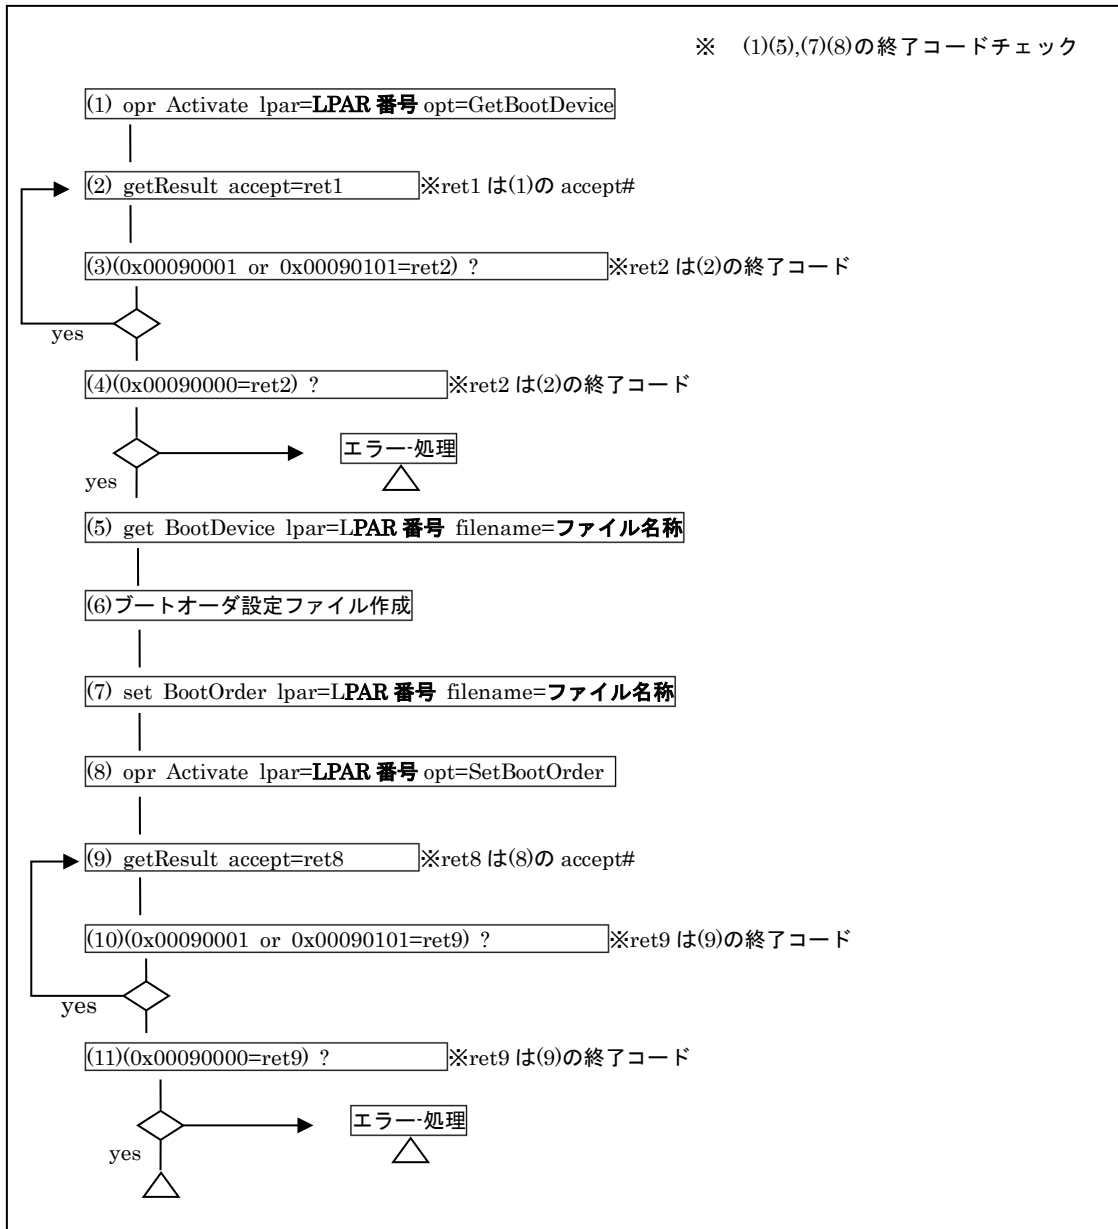 ※ (1)(5),(7)(8)の終了コードチェック
(1) opr Activate lpar=LPAR 番号 opt=GetBootDevice
(2) getResult accept=ret1 ※ret1 は(1)の accept#
(3)(0x00090001 or 0x00090101=ret2) ? ※ret2 は(2)の終了コード
yes
(4)(0x00090000=ret2) ? ※ret2 は(2)の終了コード
エラー-処理
yes
(5) get BootDevice lpar=LPAR 番号 filename=ファイル名称
(6)ブートオーダ設定ファイル作成
(7) set BootOrder lpar=LPAR 番号 filename=ファイル名称
(8) opr Activate lpar=LPAR 番号 opt=SetBootOrder
(9) getResult accept=ret8 ※ret8 は(8)の accept#
(10)(0x00090001 or 0x00090101=ret9) ? ※ret9 は(9)の終了コード
yes
(11)(0x00090000=ret9) ? ※ret9 は(9)の終了コード
エラー-処理
yes